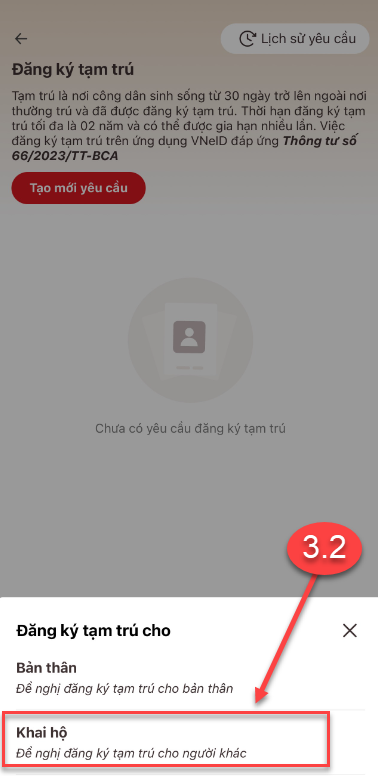 Lịch sử yêu cầu
Đăng ký tạm trú
Tạm trú là nơi công dân sinh sống từ 30 ngày trở lên ngoài nơi
thường trú và đã được đăng ký tạm trú. Thời hạn đăng ký tạm
trú tối đa là 02 năm và có thể được gia hạn nhiều lần. Việc
đăng ký tạm trú trên ứng dụng VNeID đáp ứng Thông tư số
66/2023/TT-BCA
Tạo mới yêu cầu
Chưa có yêu cầu đăng ký tạm trú
3.2
Đăng ký tạm trú cho
Bản thân
Đề nghị đăng ký tạm trú cho bản thân
Khai hộ
Đề nghị đăng ký tạm trú cho người khác